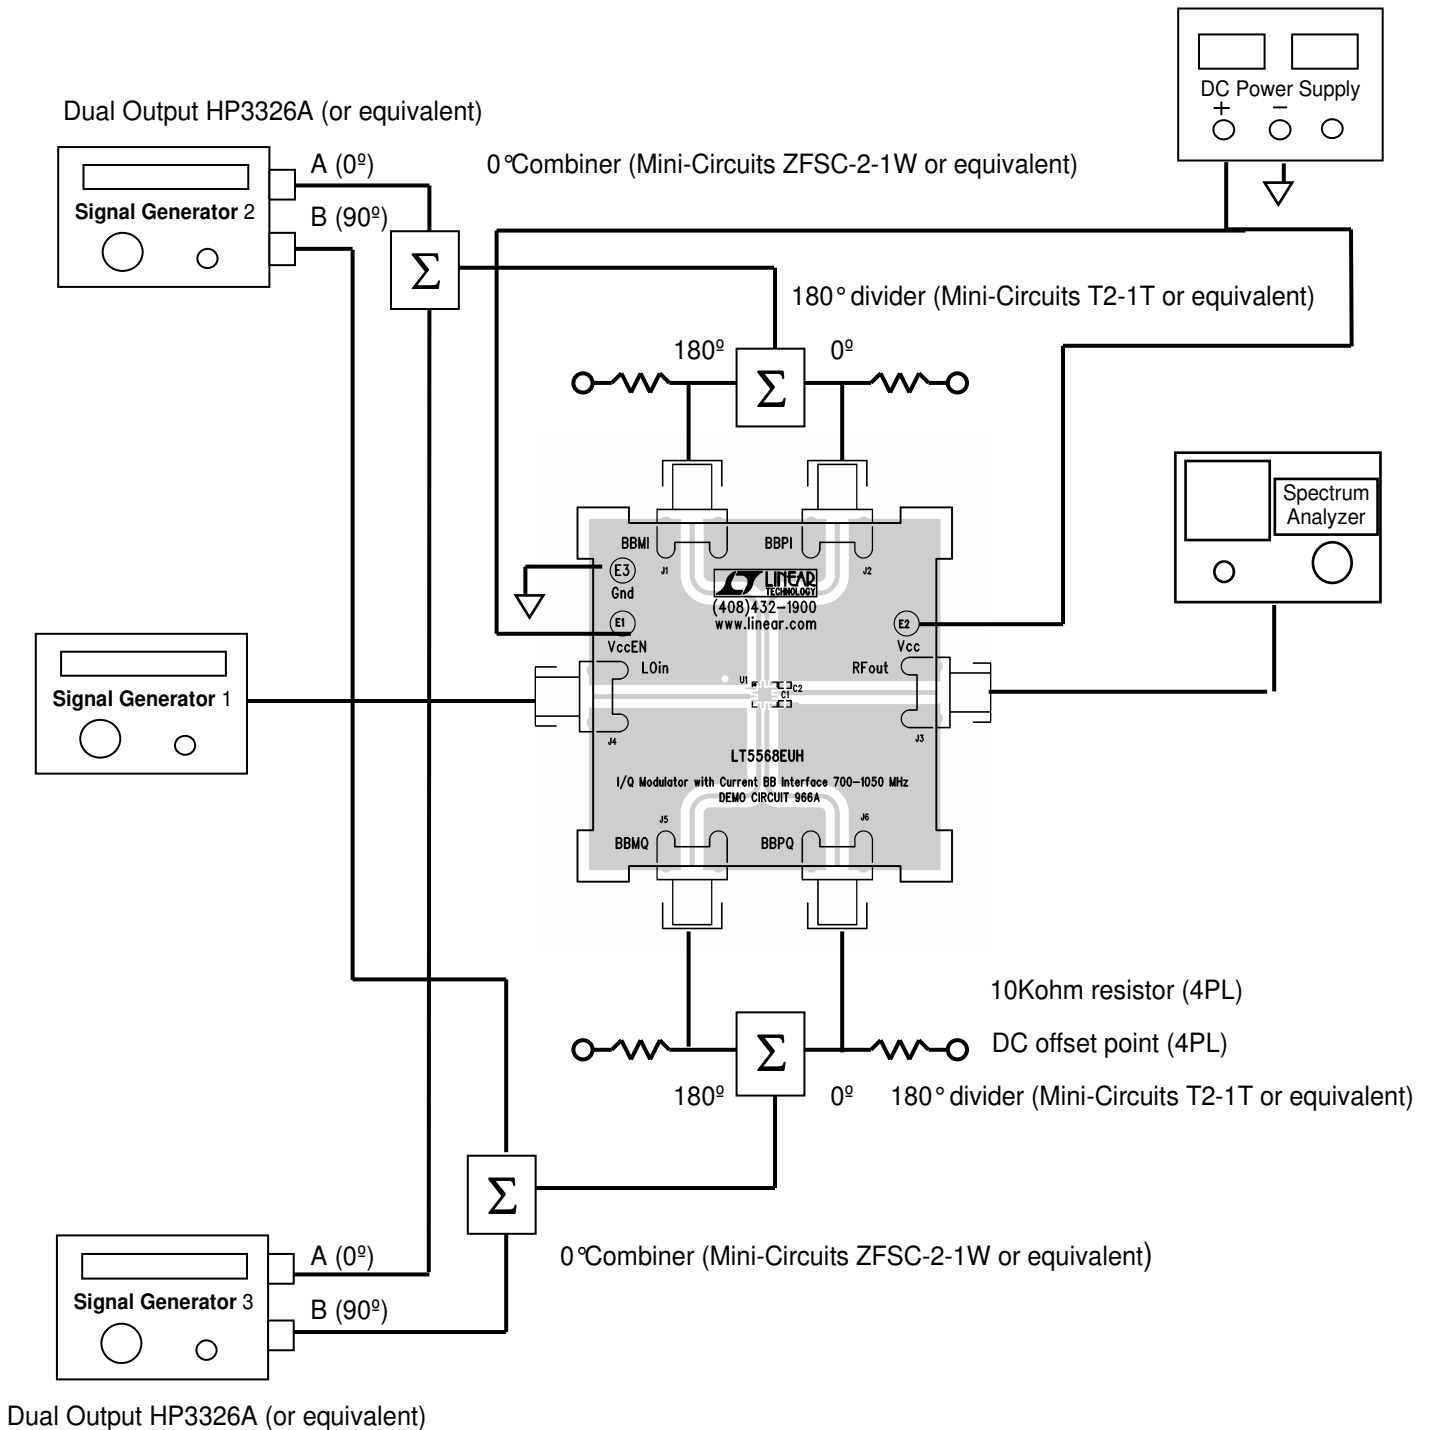 DC Power Supply
+ −
Dual Output HP3326A (or equivalent)
A (0º)
0°Combiner (Mini-Circuits ZFSC-2-1W or equivalent)
Signal Generator 2
B (90º)
Σ
180° divider (Mini-Circuits T2-1T or equivalent)
180º
0º
Σ
Spectrum
Analyzer
BBMI
BBPI
J1
J2
E3
Gnd
LINEAR
TECHNOLOGY
(408)432-1900
www.linear.com
E1
VccEN
E2
Vcc
LOin
RFout
U1
C2
C1
Signal Generator 1
J4
J3
LT5568EUH
I/Q Modulator with Current BB Interface 700-1050 MHz
DEMO CIRCUIT 966A
J5
J6
BBMQ
BBPQ
10Kohm resistor (4PL)
Σ
DC offset point (4PL)
180º
0º
180° divider (Mini-Circuits T2-1T or equivalent)
Σ
0°Combiner (Mini-Circuits ZFSC-2-1W or equivalent)
A (0º)
Signal Generator 3
B (90º)
Dual Output HP3326A (or equivalent)